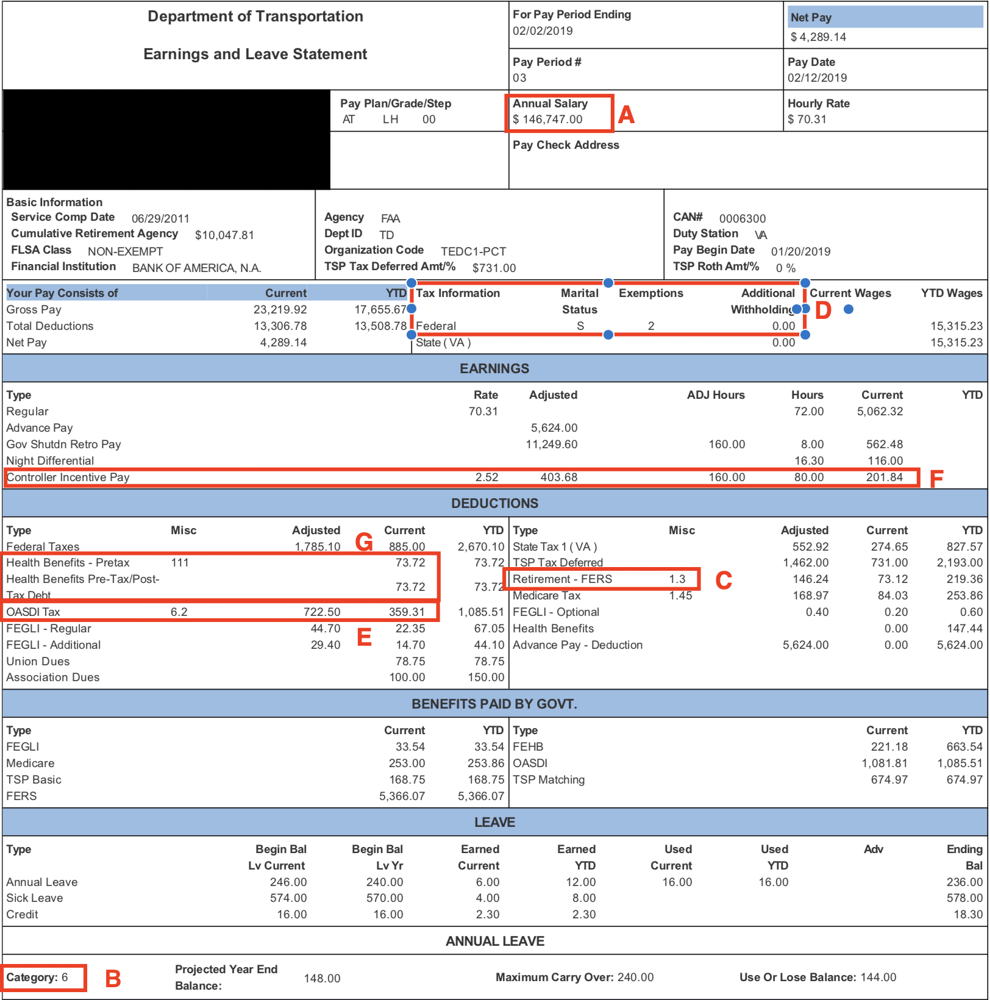 Department of Transportation
Earnings and Leave Statement
For Pay Period Ending
02/02/2019
Net Pay
$ 4,289.14
Pay Period #
03
Pay Date
02/12/2019
Pay Plan/Grade/Step
AT LH 00
Annual Salary
$ 146,747.00
A
Hourly Rate
$ 70.31
Pay Check Address
Basic Information
Service Comp Date 06/29/2011
Cumulative Retirement Agency $10,047.81
FLSA Class NON-EXEMPT
Financial Institution BANK OF AMERICA, N.A.
Agency FAA
Dept ID TD
Organization Code TEDC1-PCT
TSP Tax Deferred Amt/% $731.00
CAN# 0006300
Duty Station VA
Pay Begin Date 01/20/2019
TSP Roth Amt/% 0 %
Your Pay Consists of Current YTD
Gross Pay 23,219.92 17,655.67
Total Deductions 13,306.78 13,508.78
Net Pay 4,289.14
Tax Information Marital Exemptions Additional Current Wages YTD Wages
Status Withholding D
Federal S 2 0.00 15,315.23
State ( VA ) 0.00 15,315.23
EARNINGS
Type Rate Adjusted ADJ Hours Hours Current YTD
Regular 70.31 72.00 5,062.32
Advance Pay 5,624.00
Gov Shutdn Retro Pay 11,249.60 160.00 8.00 562.48
Night Differential 16.30 116.00
Controller Incentive Pay 2.52 403.68 160.00 80.00 201.84 F
DEDUCTIONS
Type Misc Adjusted Current YTD
Federal Taxes 1,785.10 G 885.00 2,670.10
Health Benefits - Pretax 111 73.72 73.72
Health Benefits Pre-Tax/Post-
Tax Debt 73.72 73.72
OASDI Tax 6.2 722.50 359.31 1,085.51
FEGLI - Regular 44.70 22.35 67.05
E
FEGLI - Additional 29.40 14.70 44.10
Union Dues 78.75 78.75
Association Dues 100.00 150.00
Type Misc Adjusted Current YTD
State Tax 1 ( VA ) 552.92 274.65 827.57
TSP Tax Deferred 1,462.00 731.00 2,193.00
Retirement - FERS 1.3 C 146.24 73.12 219.36
Medicare Tax 1.45 168.97 84.03 253.86
FEGLI - Optional 0.40 0.20 0.60
Health Benefits 0.00 147.44
Advance Pay - Deduction 5,624.00 0.00 5,624.00
BENEFITS PAID BY GOVT.
Type Current YTD
FEGLI 33.54 33.54
Medicare 253.00 253.86
TSP Basic 168.75 168.75
FERS 5,366.07 5,366.07
Type Current YTD
FEHB 221.18 663.54
OASDI 1,081.81 1,085.51
TSP Matching 674.97 674.97
LEAVE
Type Begin Bal Begin Bal Earned Earned Used Used Adv Ending
Lv Current Lv Yr Current YTD Current YTD Bal
Annual Leave 246.00 240.00 6.00 12.00 16.00 16.00 236.00
Sick Leave 574.00 570.00 4.00 8.00 578.00
Credit 16.00 16.00 2.30 2.30 18.30
ANNUAL LEAVE
Category: 6 B
Projected Year End
Balance: 148.00
Maximum Carry Over: 240.00
Use Or Lose Balance: 144.00